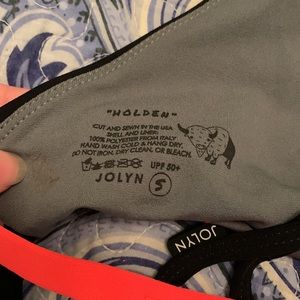 "HOLDEN"
CUT AND SEWN IN THE USA
SHELL AND LINER:
100% POLYESTER FROM ITALY
HAND WASH COLD & HANG DRY.
DO NOT IRON, DRY CLEAN, OR BLEACH.
UPF 50+
JOLYN S
JOLYN